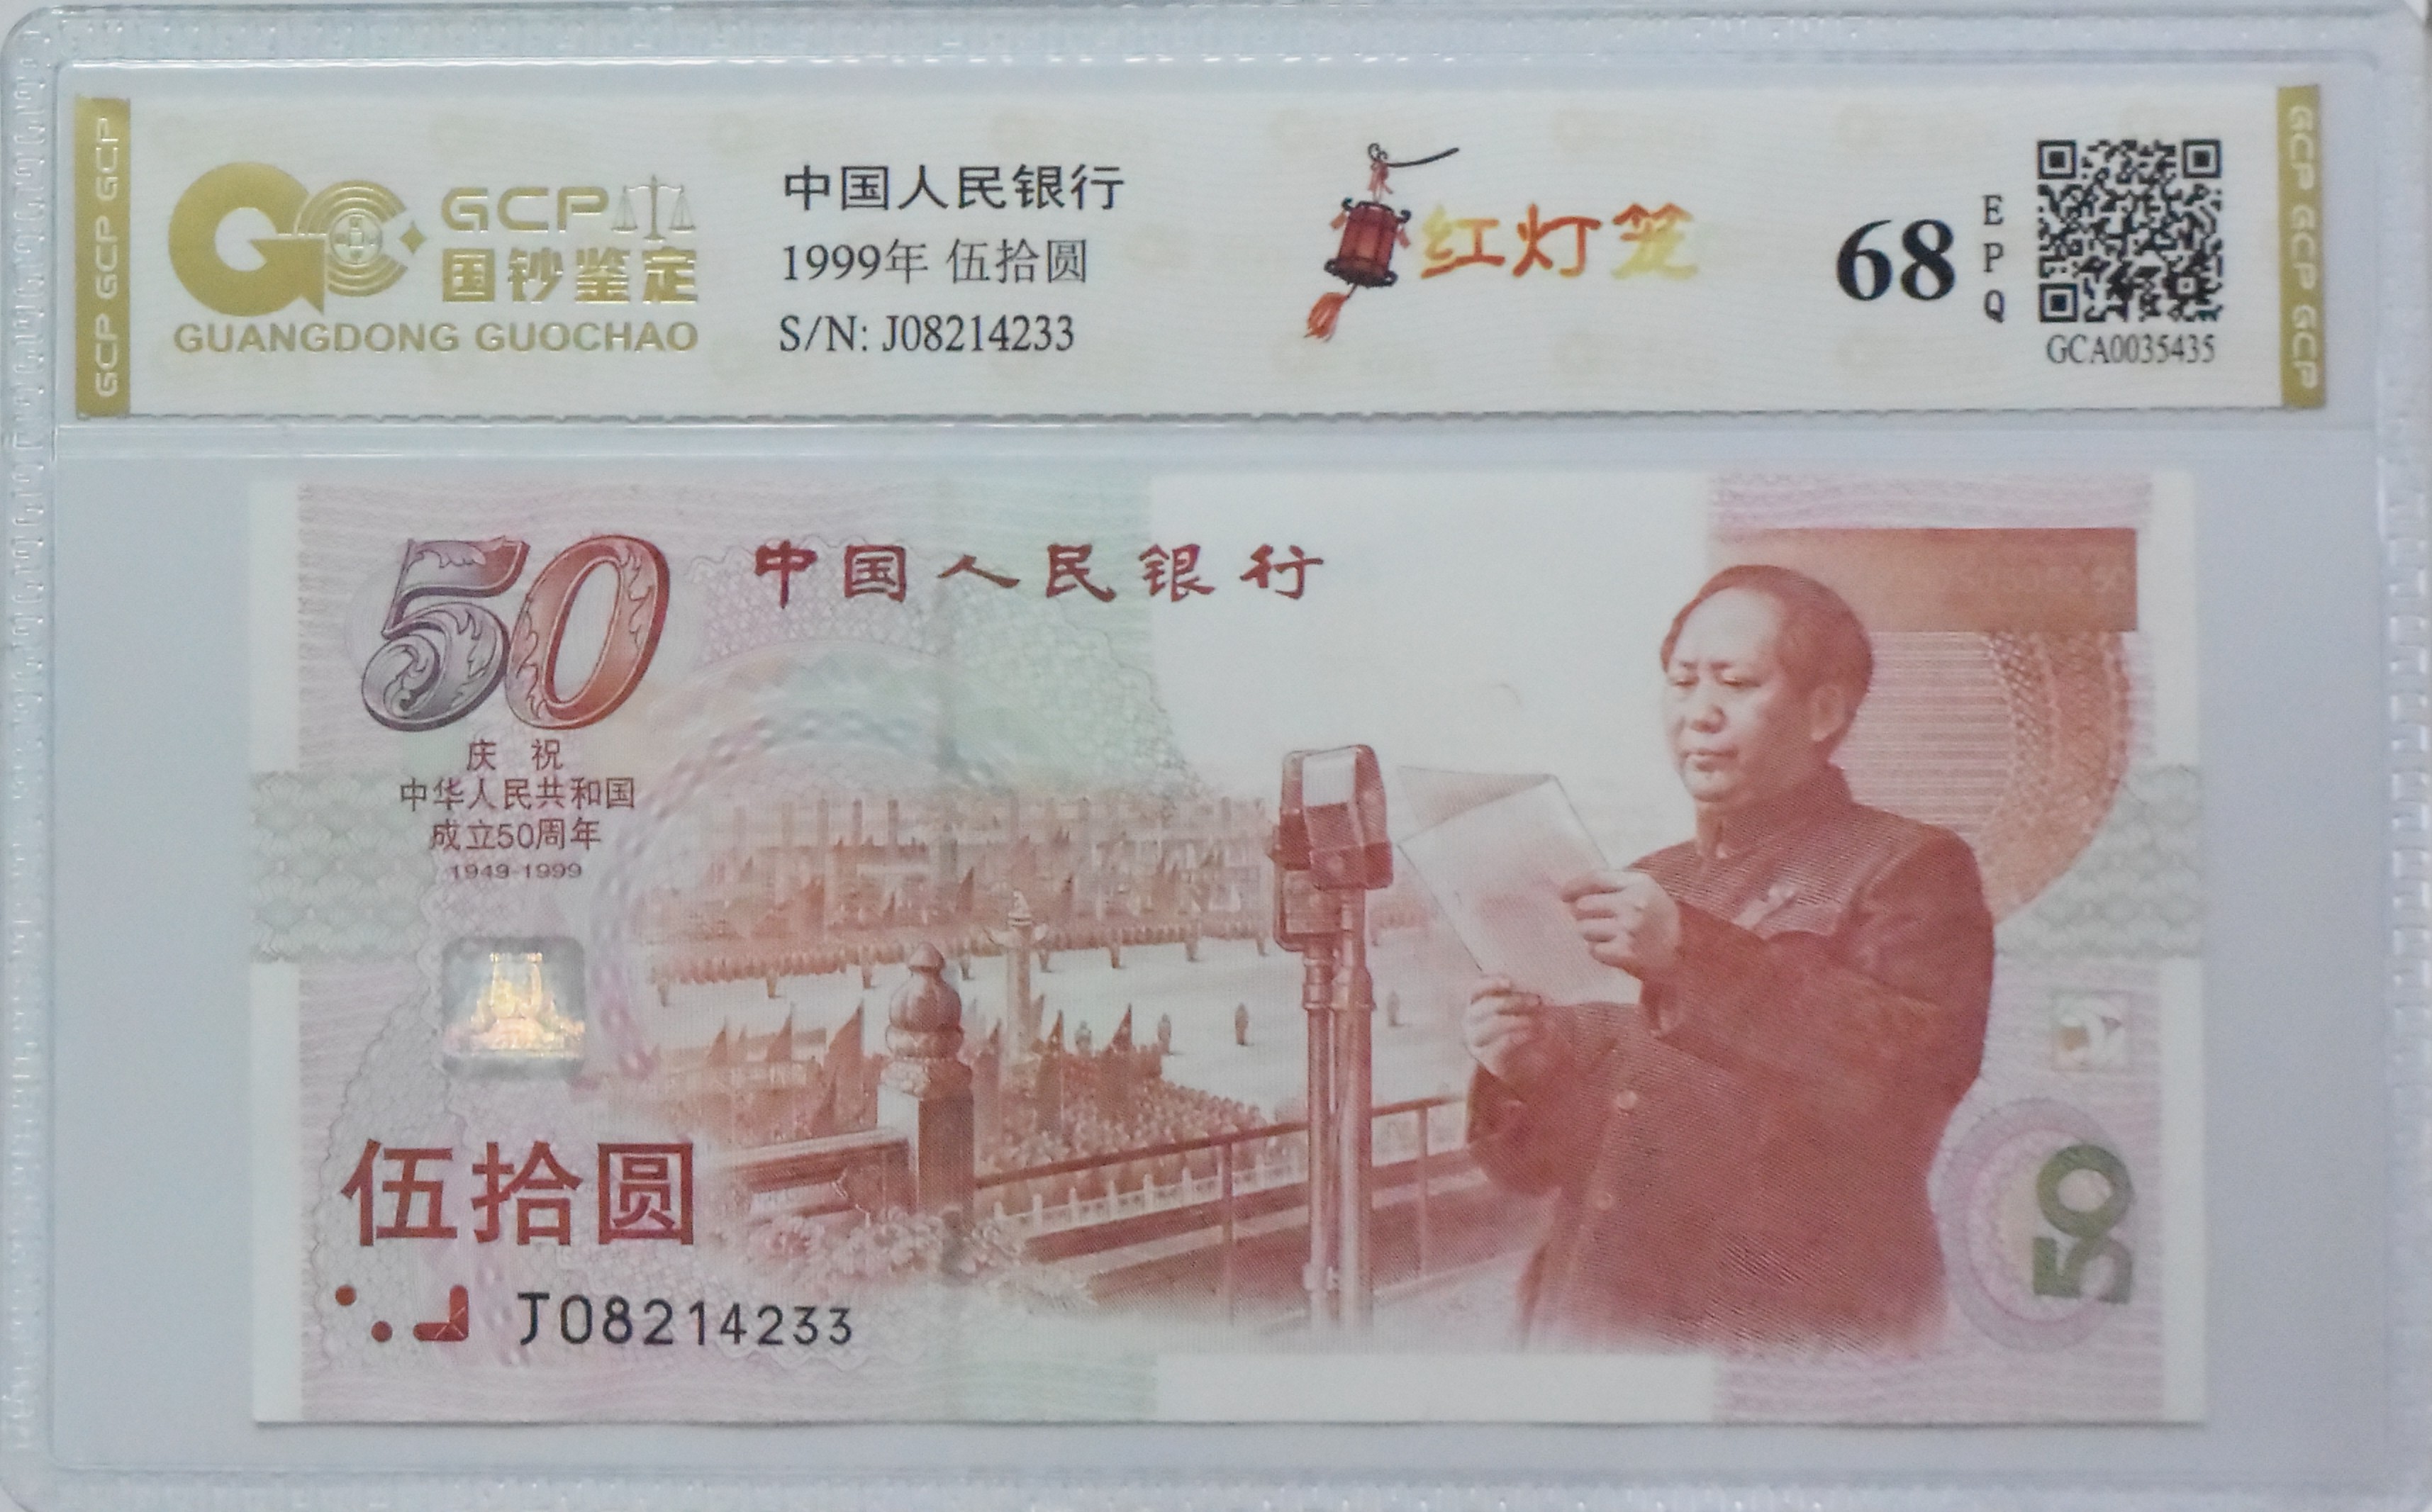 GCP GCP GCP
GCP
国钞鉴定
GUANGDONG GUOCHAO
中国人民银行
1999年 伍拾圆
S/N: J08214233
红灯笼
68
E
P
Q
GCA0035435
GCP GCP GCP
50
中国人民银行
庆 祝
中华人民共和国
成立50周年
1949-1999
伍拾圆
J08214233
50